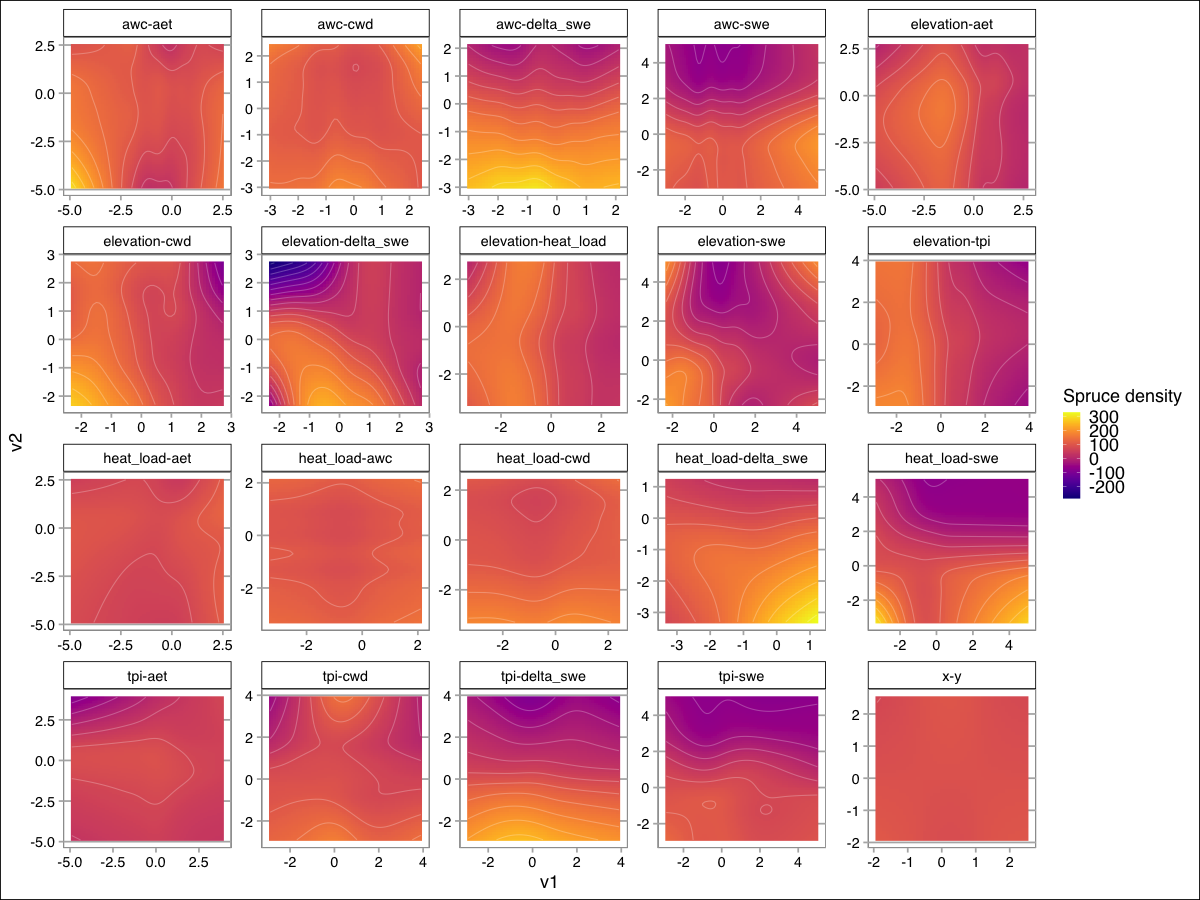 awc-aet awc-cwd awc-delta_swe awc-swe elevation-aet
2.5 2 2 4 2.5
0.0 1 1 2 0.0
-2.5 0 0 0 -2.5
-5.0 -1 -1 -2 -5.0
-2 -2
-3 -3
-5.0 -2.5 0.0 2.5 -3 -2 -1 0 1 2 -3 -2 -1 0 1 2 -2 0 2 4 -5.0 -2.5 0.0 2.5
elevation-cwd elevation-delta_swe elevation-heat_load elevation-swe elevation-tpi
3 3 2 4 4
2 2 0 2 2
1 1 -2 0 0
0 0 -2 -2
-1 -1
-2 -2
-2 -1 0 1 2 3 -2 -1 0 1 2 3 -2 0 2 -2 0 2 4 -2 0 2 4
Spruce density
300
200
100
0
-100
-200
v2
heat_load-aet heat_load-awc heat_load-cwd heat_load-delta_swe heat_load-swe
2.5 2 2 1 4
0.0 0 0 0 2
-2.5 -2 -2 -1 0
-5.0 -2 -2
-3
-5.0 -2.5 0.0 2.5 -2 0 2 -2 0 2 -3 -2 -1 0 1 -2 0 2 4
tpi-aet tpi-cwd tpi-delta_swe tpi-swe x-y
2.5 4 4 4 2
0.0 2 2 2 1
-2.5 0 0 0 0
-5.0 -2 -2 -2 -1
-2
-5.0 -2.5 0.0 2.5 -2 0 2 4 -2 0 2 4 -2 0 2 4 -2 -1 0 1 2
v1